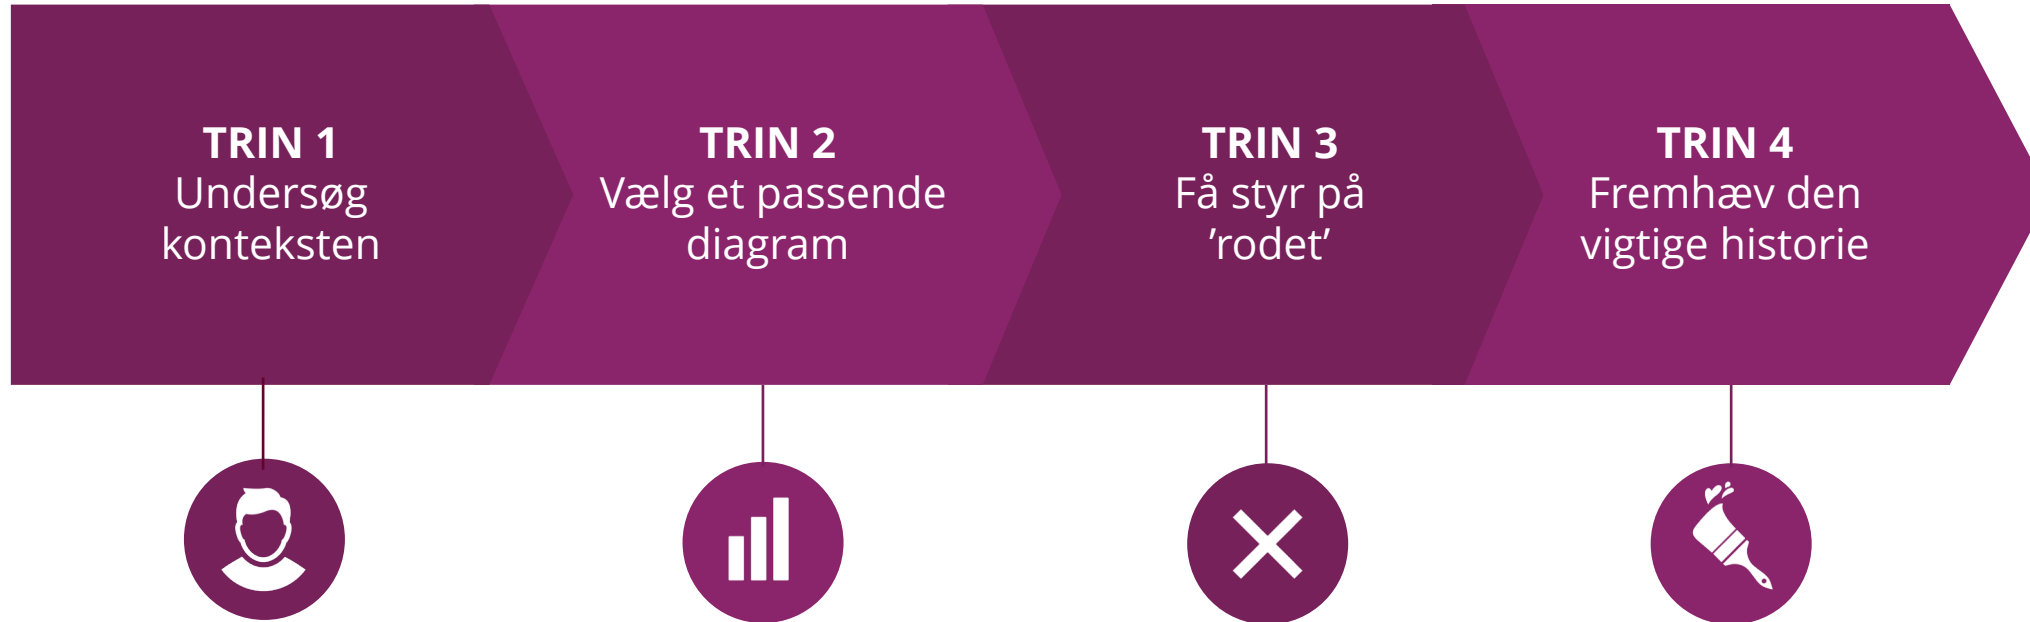 TRIN 1
Undersøg
konteksten
TRIN 2
Vælg et passende
diagram
TRIN 3
Få styr på
’rodet’
TRIN 4
Fremhæv den
vigtige historie